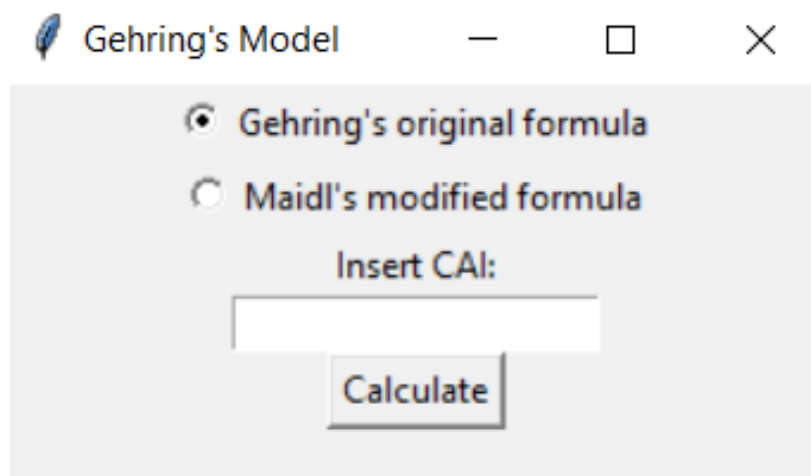 Gehring's Model
Gehring's original formula
Maidl's modified formula
Insert CAI:
Calculate